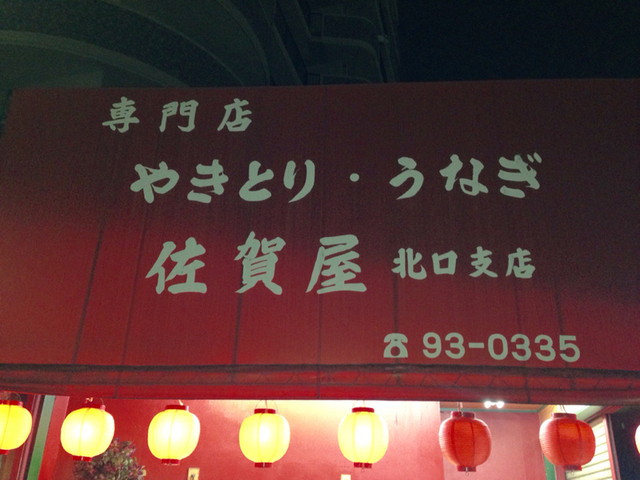 専門店
やきとり・うなぎ
佐賀屋 北口支店
☎ 93-0335